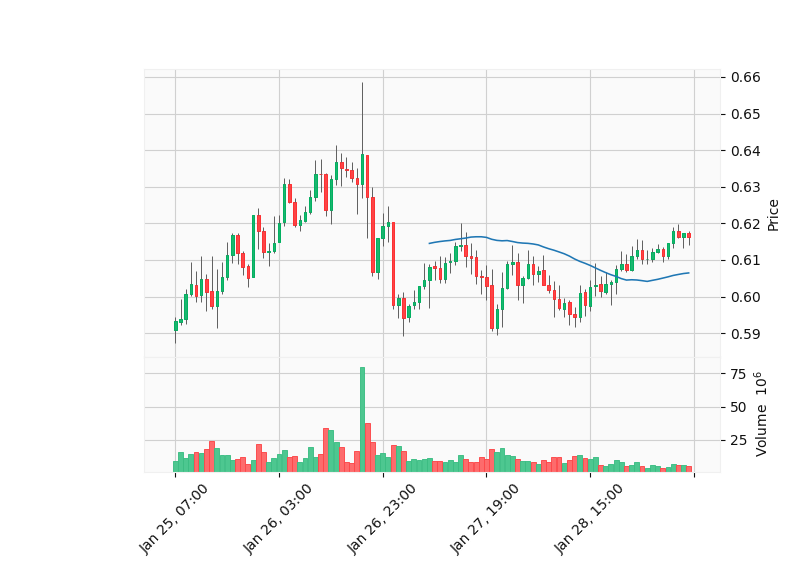 0.66
0.65
0.64
0.63
0.62
0.61
0.60
0.59
Price
75
50
25
Volume 10⁶
Jan 25, 07:00
Jan 26, 03:00
Jan 26, 23:00
Jan 27, 19:00
Jan 28, 15:00